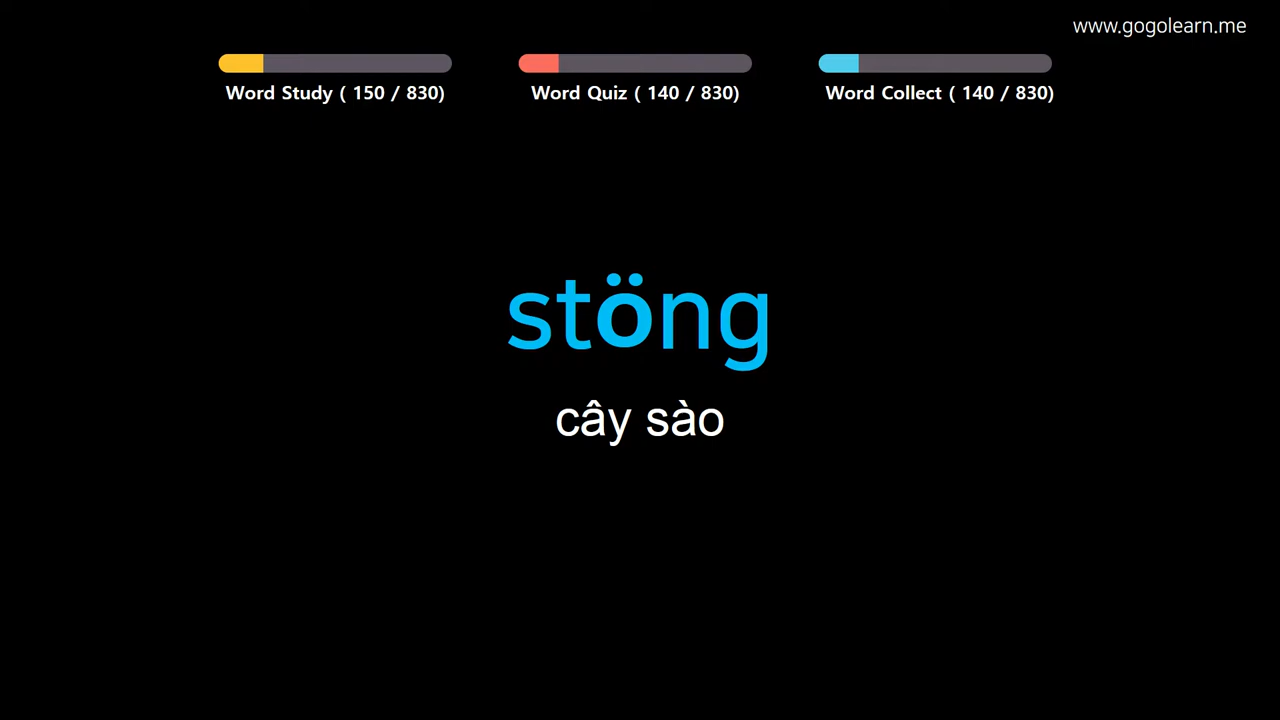 www.gogolearn.me
Word Study ( 150 / 830)
Word Quiz ( 140 / 830)
Word Collect ( 140 / 830)
stöng
cây sào